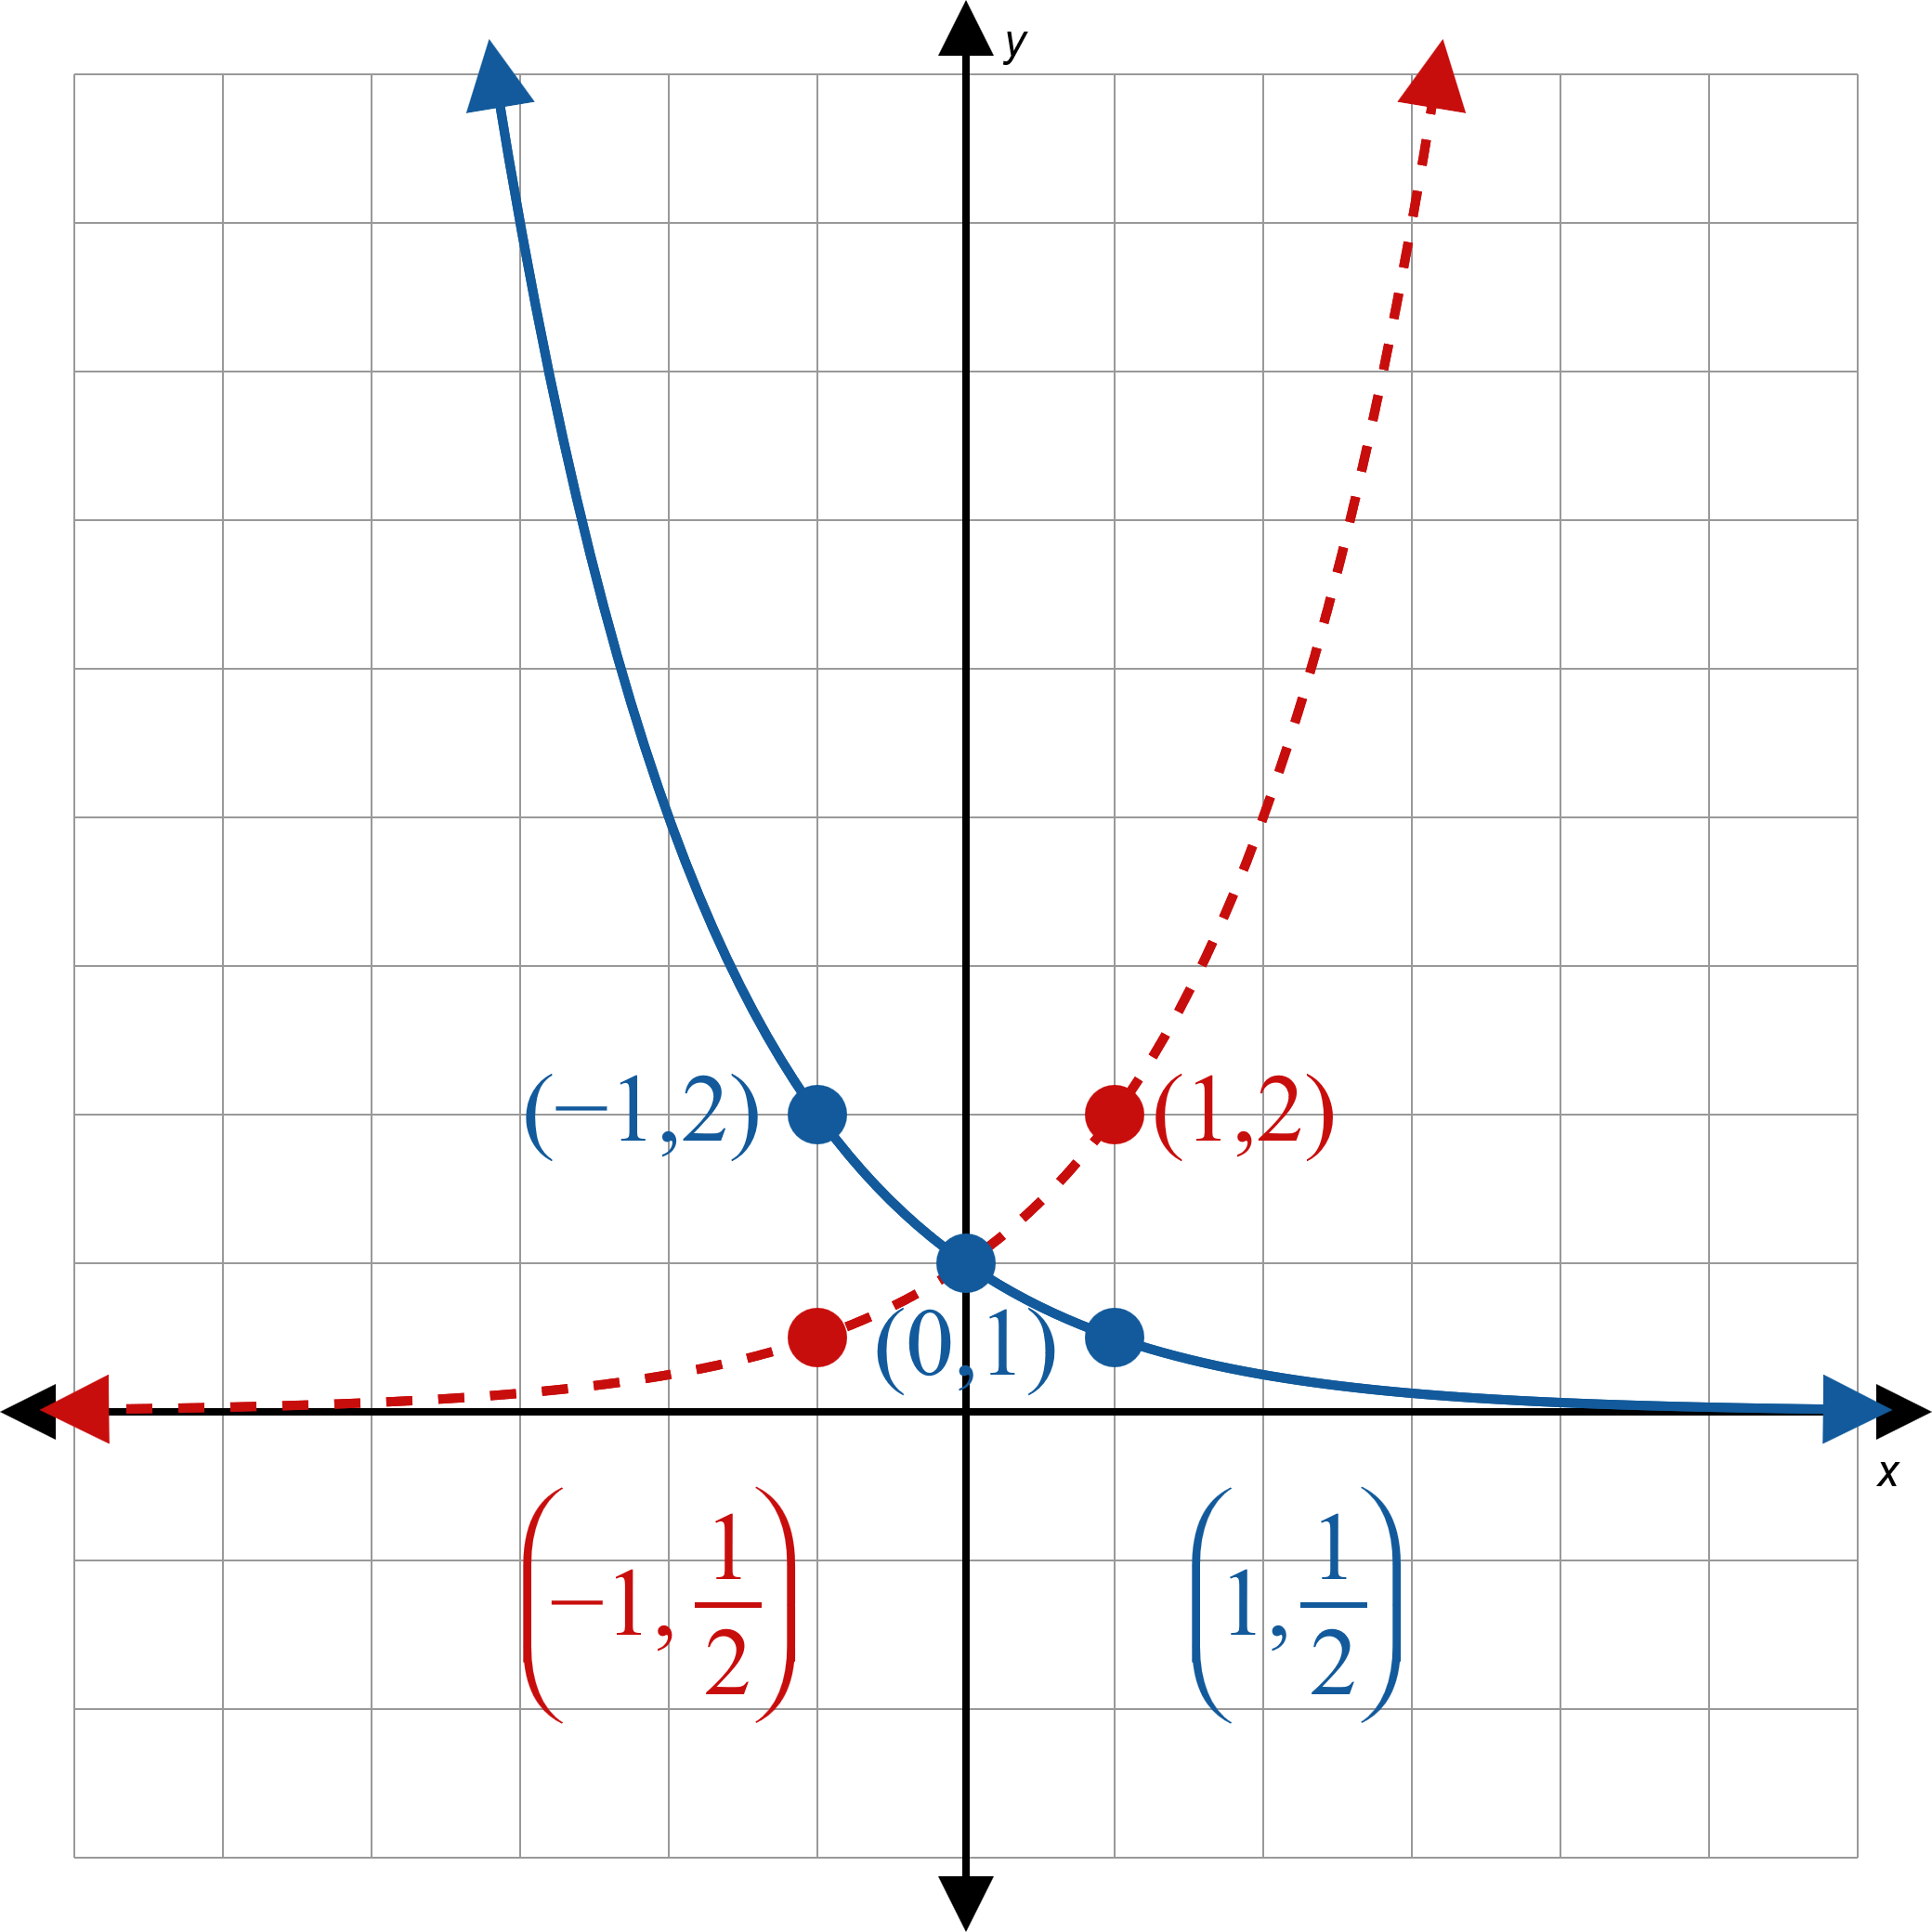 y
(−1,2)
(1,2)
(0,1)
x
(−1, 1/2)
(1, 1/2)